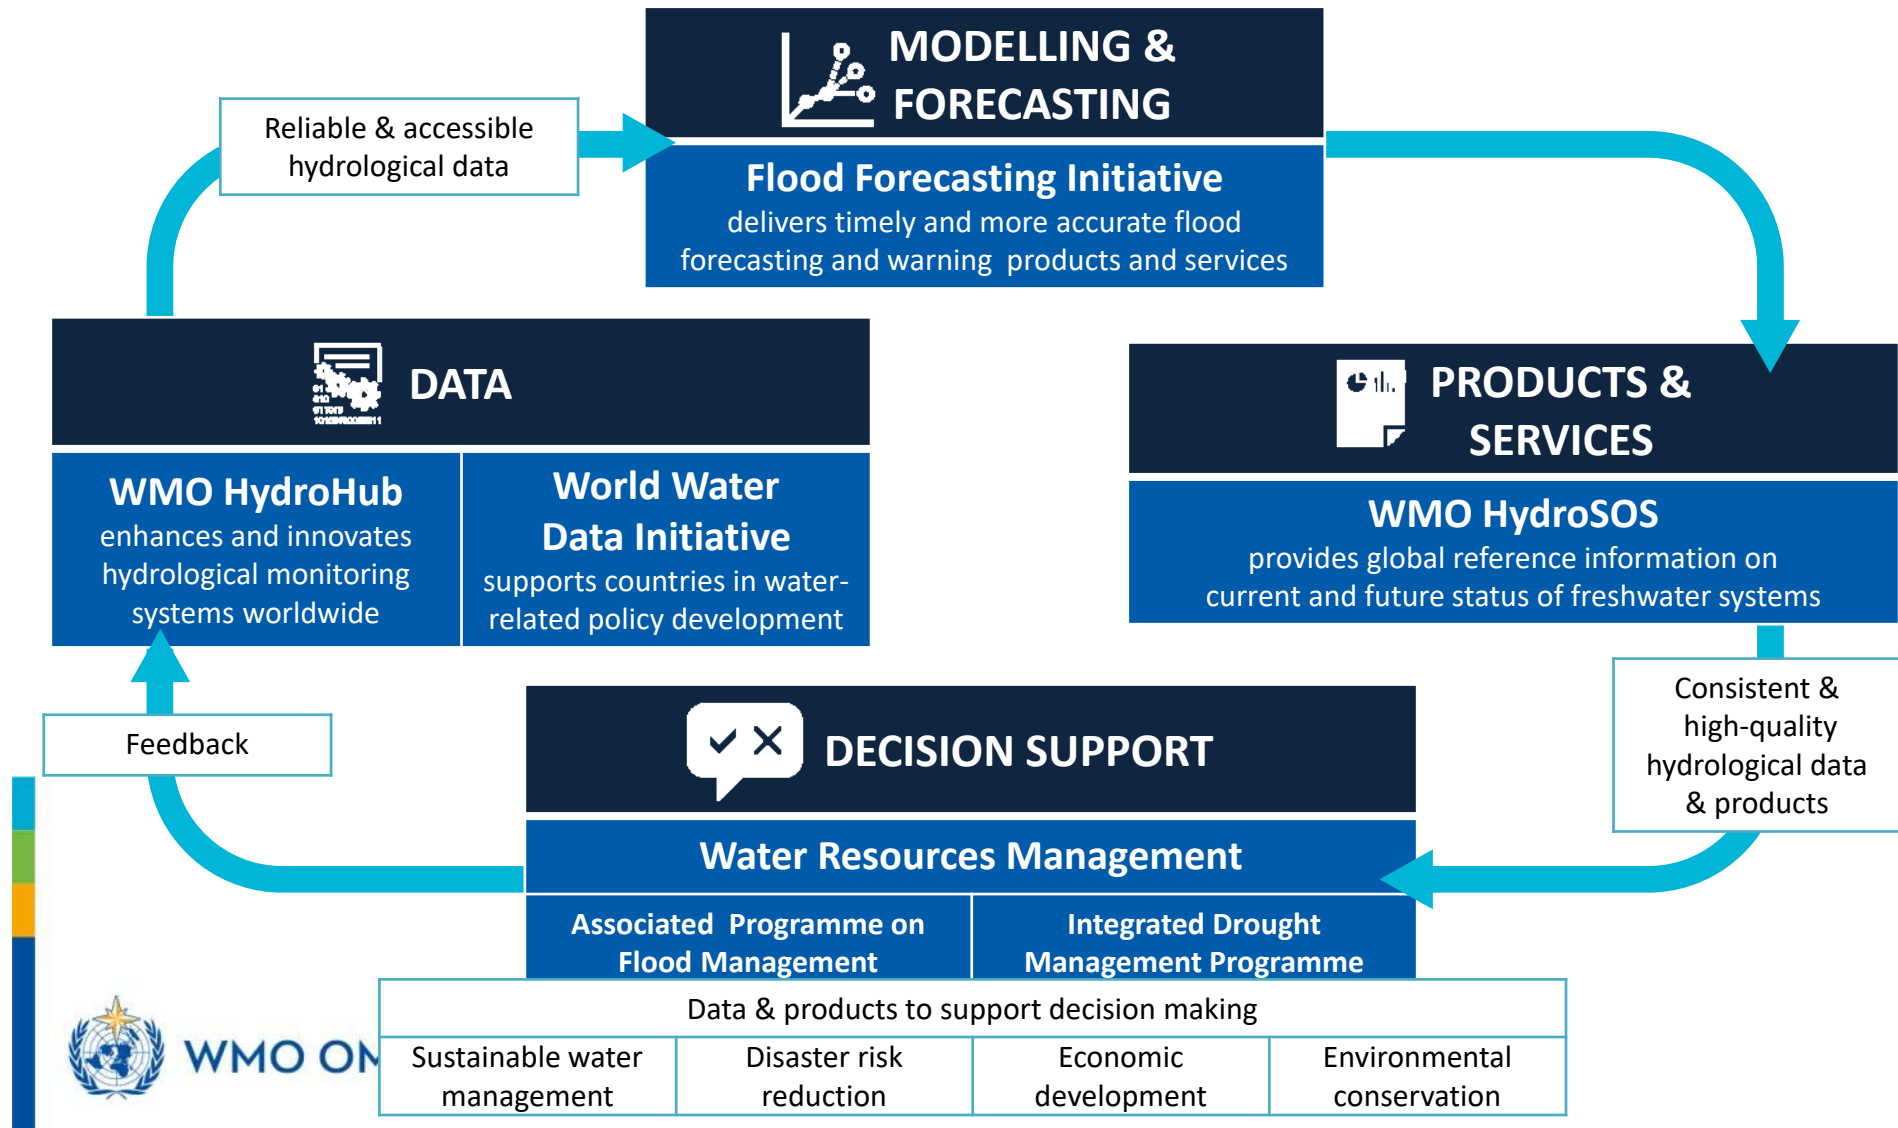 MODELLING &
FORECASTING
Flood Forecasting Initiative
delivers timely and more accurate flood
forecasting and warning products and services
Reliable & accessible
hydrological data
DATA
WMO HydroHub
enhances and innovates
hydrological monitoring
systems worldwide
World Water
Data Initiative
supports countries in water-
related policy development
PRODUCTS &
SERVICES
WMO HydroSOS
provides global reference information on
current and future status of freshwater systems
Consistent &
high-quality
hydrological data
& products
Feedback
DECISION SUPPORT
Water Resources Management
Associated Programme on
Flood Management
Integrated Drought
Management Programme
Data & products to support decision making
Sustainable water
management
Disaster risk
reduction
Economic
development
Environmental
conservation
WMO OM